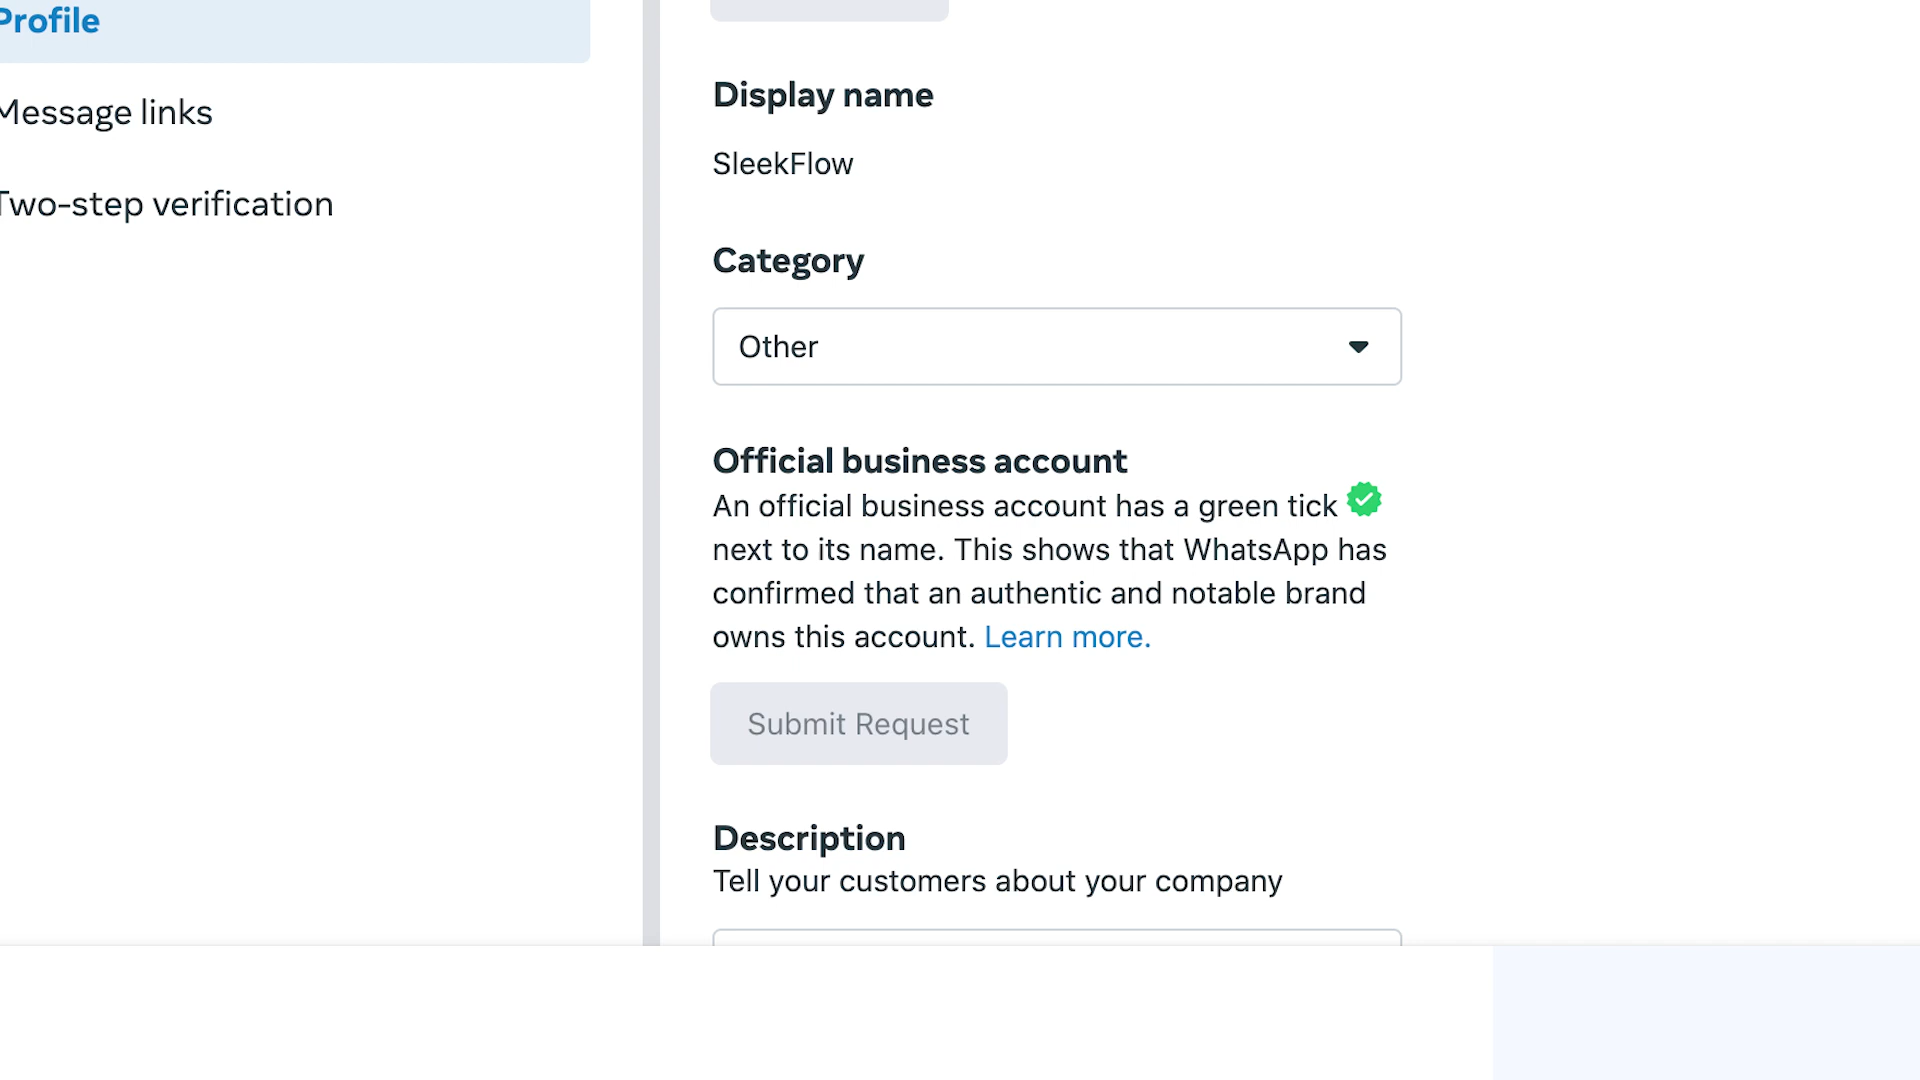 Profile
Message links
Two-step verification
Display name
SleekFlow
Category
Other
Official business account
An official business account has a green tick
next to its name. This shows that WhatsApp has
confirmed that an authentic and notable brand
owns this account. Learn more.
Submit Request
Description
Tell your customers about your company